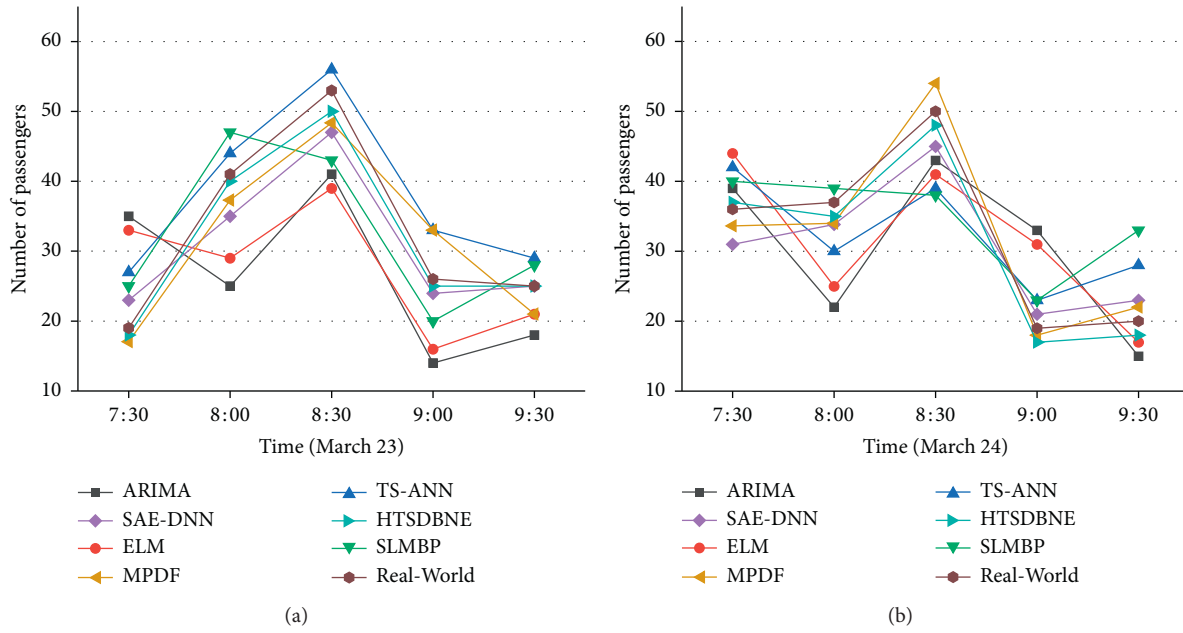 Number of passengers
60
50
40
30
20
10
7:30 8:00 8:30 9:00 9:30
Time (March 23)
ARIMA TS-ANN
SAE-DNN HTSDBNE
ELM SLMBP
MPDF Real-World
(a)
Number of passengers
60
50
40
30
20
10
7:30 8:00 8:30 9:00 9:30
Time (March 24)
ARIMA TS-ANN
SAE-DNN HTSDBNE
ELM SLMBP
MPDF Real-World
(b)